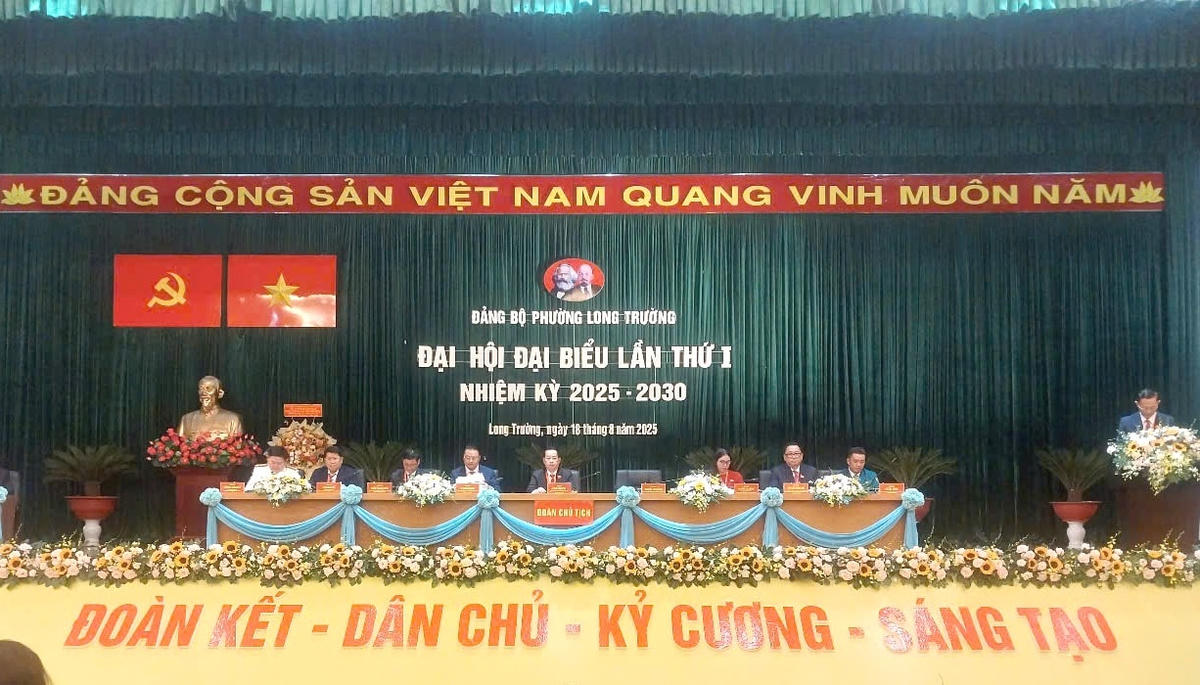 ĐẢNG CỘNG SẢN VIỆT NAM QUANG VINH MUÔN NĂM
ĐẢNG BỘ PHƯỜNG LONG TRƯỜNG
ĐẠI HỘI ĐẠI BIỂU LẦN THỨ I
NHIỆM KỲ 2025 - 2030
Long Trường, ngày 18 tháng 8 năm 2025
ĐOÀN CHỦ TỊCH
ĐOÀN KẾT - DÂN CHỦ - KỶ CƯƠNG - SÁNG TẠO